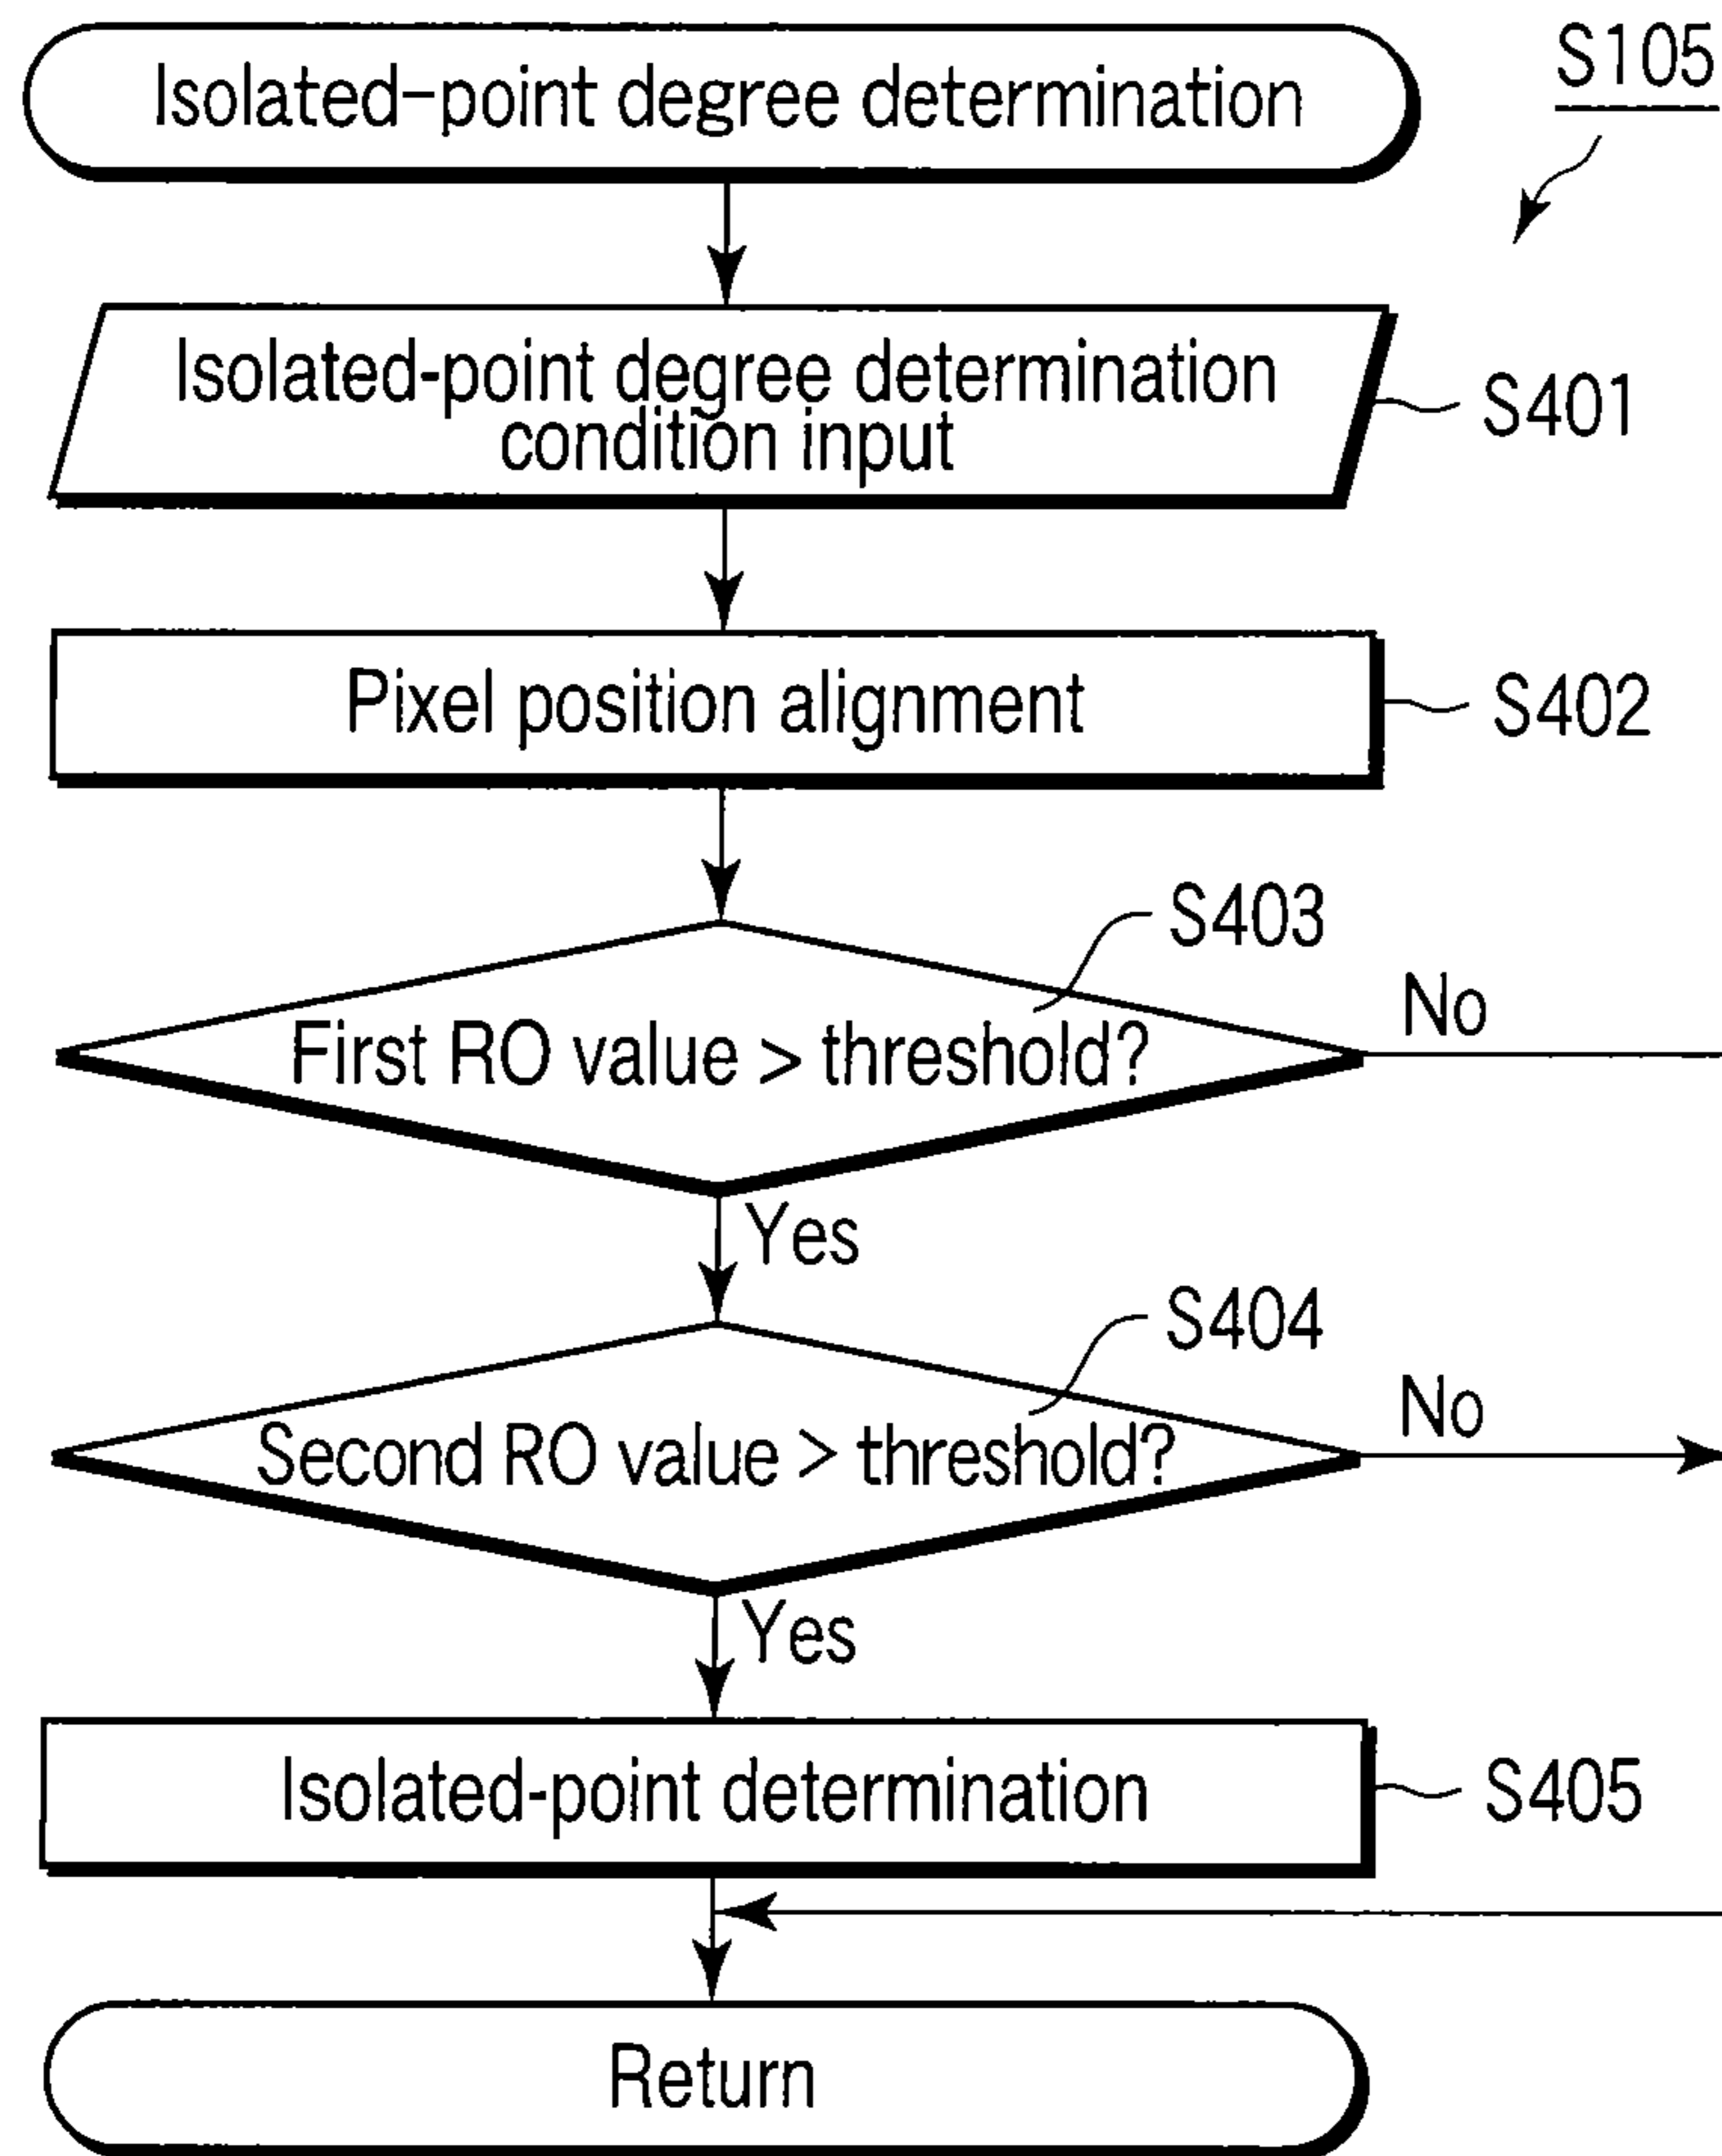 Isolated-point degree determination
S105
Isolated-point degree determination
condition input
S401
Pixel position alignment
S402
S403
First RO value > threshold?
No
Yes
S404
Second RO value > threshold?
No
Yes
Isolated-point determination
S405
Return